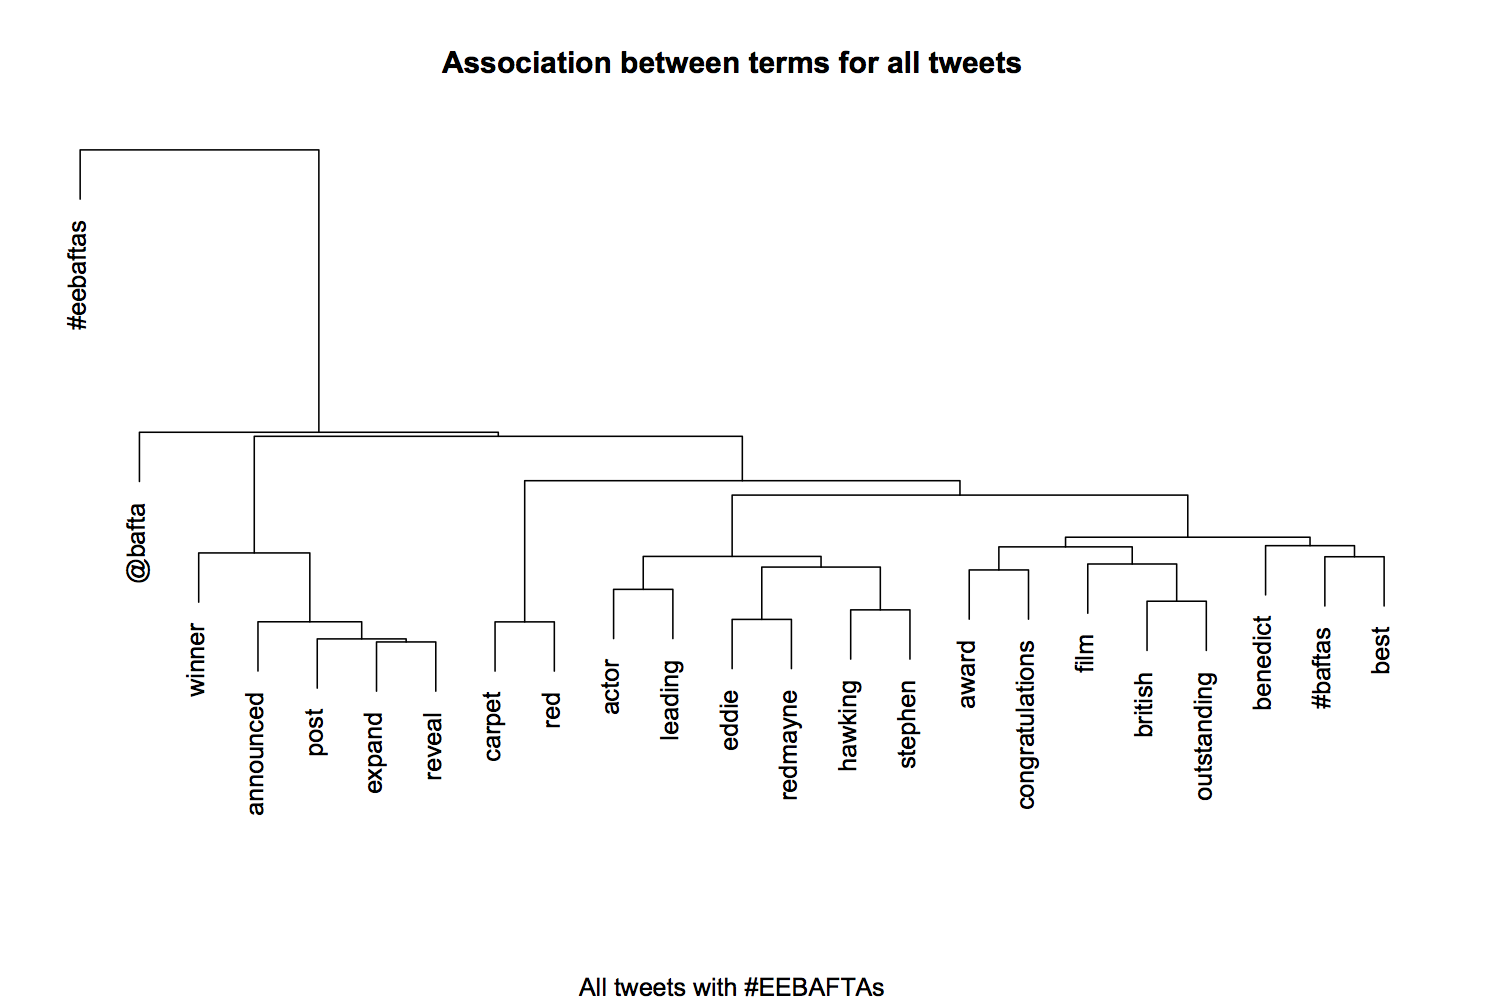 Association between terms for all tweets
#eebaftas
@bafta
winner
announced
post
expand
reveal
carpet
red
actor
leading
eddie
redmayne
hawking
stephen
award
congratulations
film
british
outstanding
benedict
#baftas
best
All tweets with #EEBAFTAs